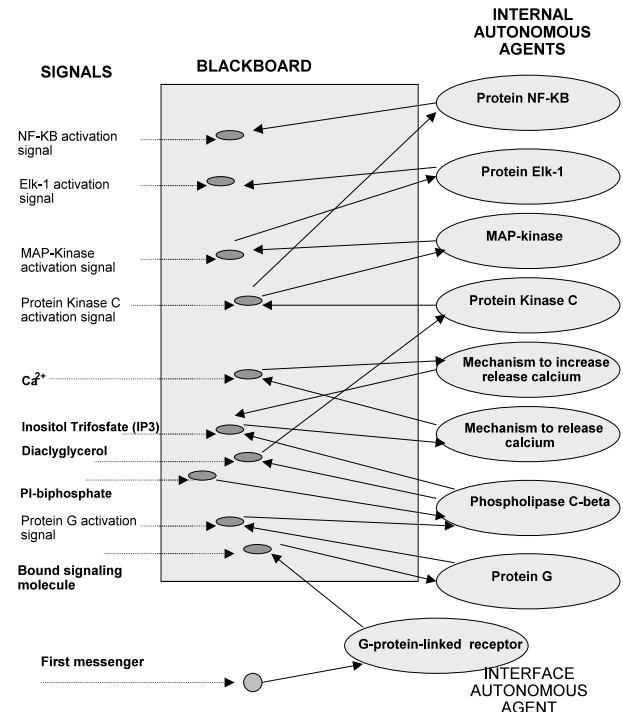 INTERNAL
AUTONOMOUS
AGENTS
SIGNALS
BLACKBOARD
Protein NF-KB
NF-KB activation
signal
Protein Elk-1
Elk-1 activation
signal
MAP-kinase
MAP-Kinase
activation signal
Protein Kinase C
Protein Kinase C
activation signal
Mechanism to increase
release calcium
Ca2+
Mechanism to release
calcium
Inositol Trifosfate (IP3)
Diaclyglycerol
PI-biphosphate
Phospholipase C-beta
Protein G activation
signal
Bound signaling
molecule
Protein G
G-protein-linked receptor
First messenger
INTERFACE
AUTONOMOUS
AGENT